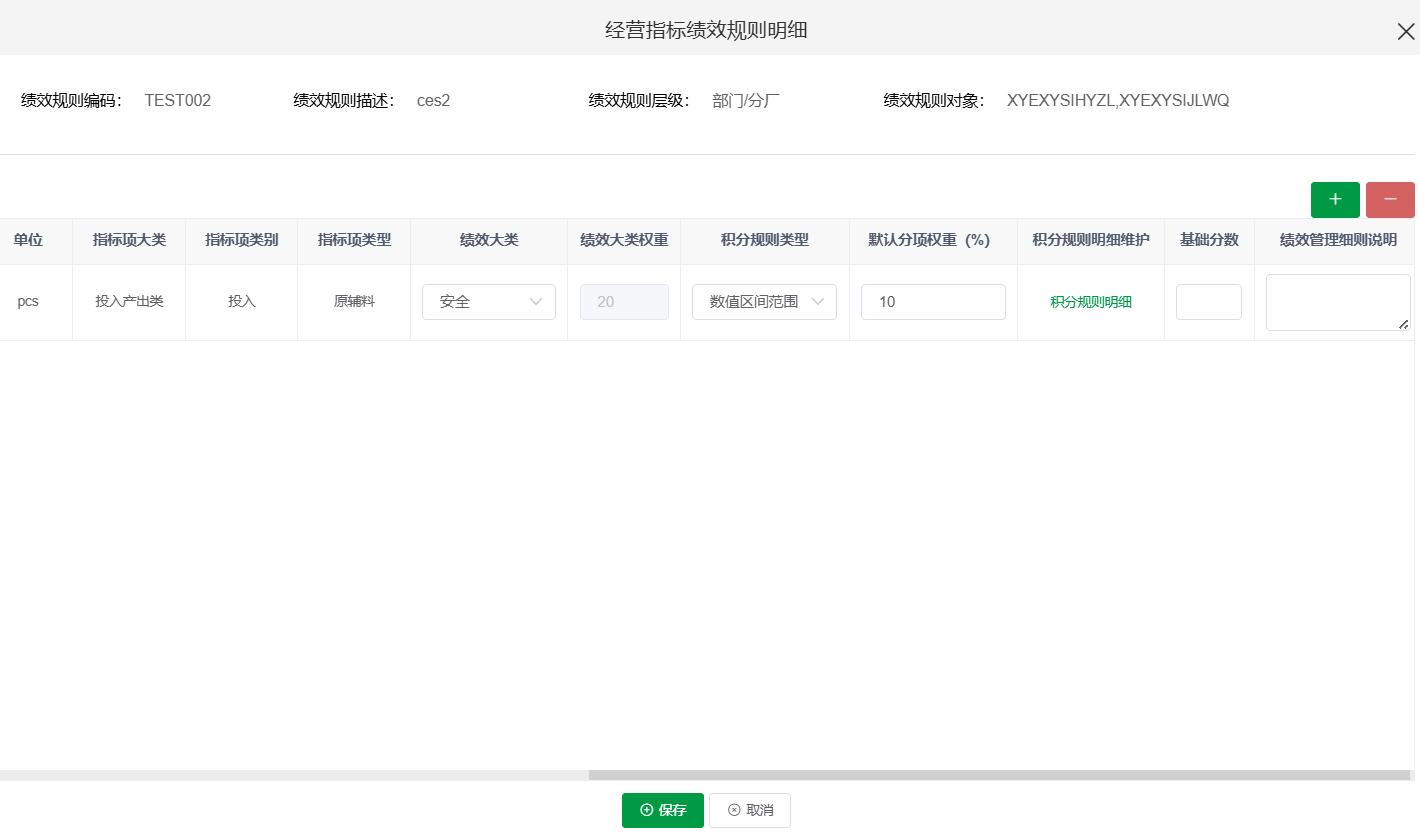 经营指标绩效规则明细
绩效规则编码： TEST002 绩效规则描述： ces2 绩效规则层级： 部门/分厂 绩效规则对象： XYEXYSIHYZL,XYEXYSIJLWQ
单位 指标项大类 指标项类别 指标项类型 绩效大类 绩效大类权重 积分规则类型 默认分项权重（%） 积分规则明细维护 基础分数 绩效管理细则说明
pcs 投入产出类 投入 原辅料 安全 20 数值区间范围 10 积分规则明细
保存 取消